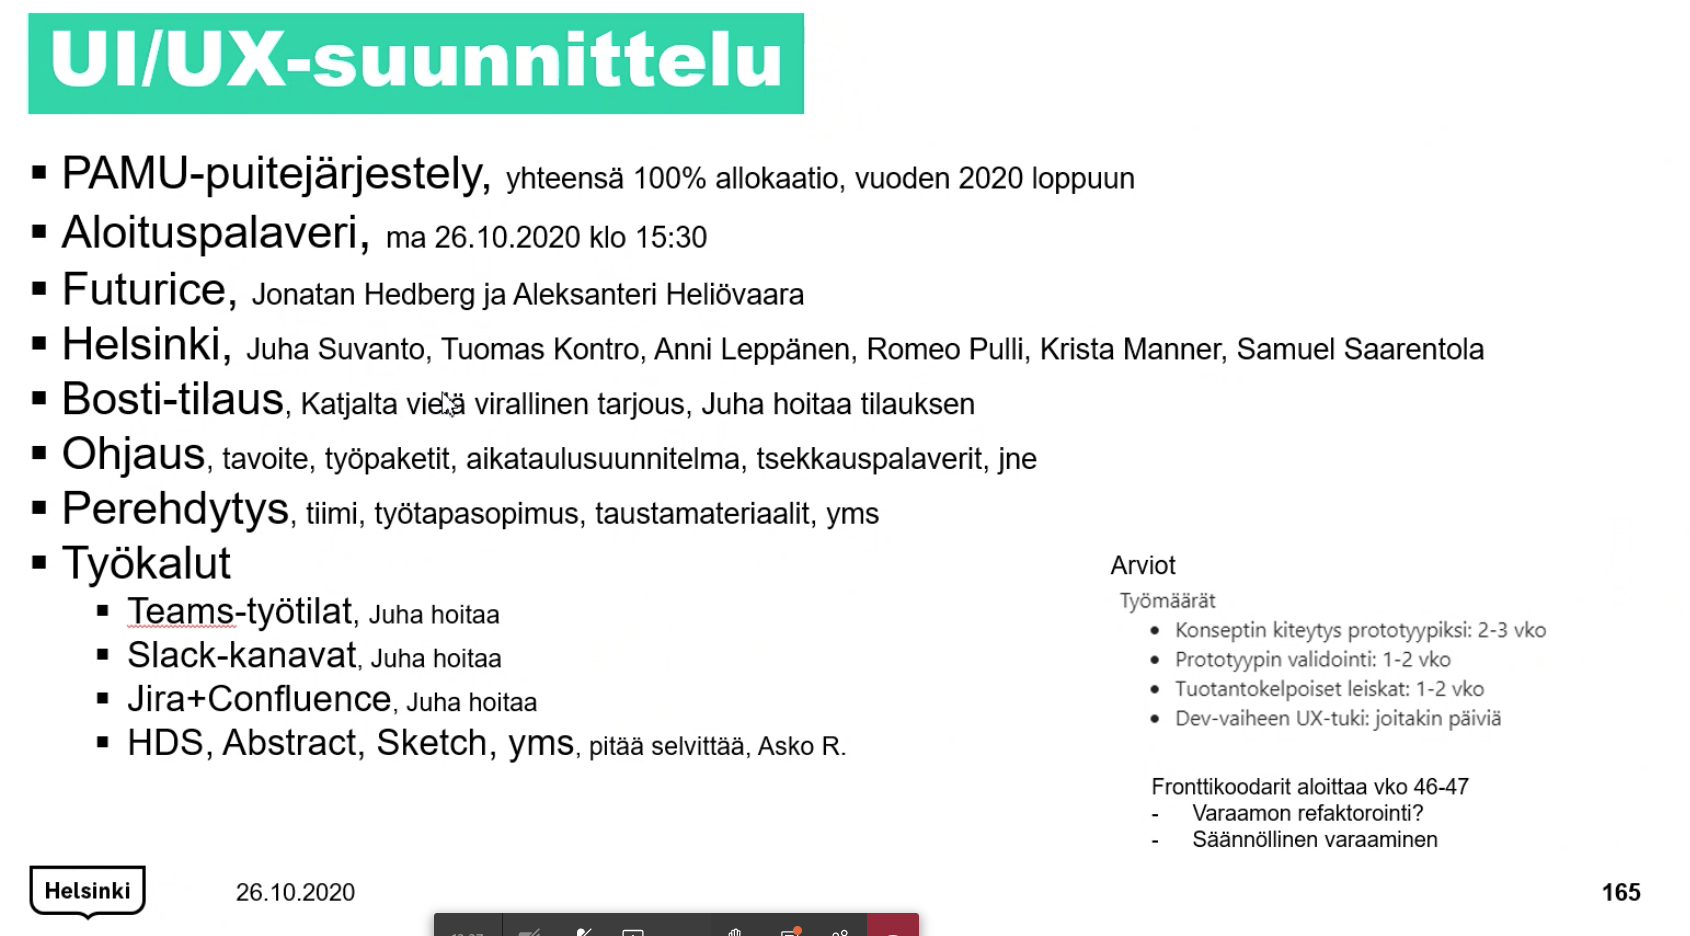 UI/UX-suunnittelu
PAMU-puitejärjestely, yhteensä 100% allokaatio, vuoden 2020 loppuun
Aloituspalaveri, ma 26.10.2020 klo 15:30
Futurice, Jonatan Hedberg ja Aleksanteri Heliövaara
Helsinki, Juha Suvanto, Tuomas Kontro, Anni Leppänen, Romeo Pulli, Krista Manner, Samuel Saarentola
Bosti-tilaus, Katjalta vielä virallinen tarjous, Juha hoitaa tilauksen
Ohjaus, tavoite, työpaketit, aikataulusuunnitelma, tsekkauspalaverit, jne
Perehdytys, tiimi, työtapasopimus, taustamateriaalit, yms
Työkalut
Teams-työtilat, Juha hoitaa
Slack-kanavat, Juha hoitaa
Jira+Confluence, Juha hoitaa
HDS, Abstract, Sketch, yms, pitää selvittää, Asko R.
Arviot
Työmäärät
Konseptin kiteytys prototyypiksi: 2-3 vko
Prototyypin validointi: 1-2 vko
Tuotantokelpoiset leiskat: 1-2 vko
Dev-vaiheen UX-tuki: joitakin päiviä
Fronttikoodarit aloittaa vko 46-47
- Varaamon refaktorointi?
- Säännöllinen varaaminen
Helsinki
26.10.2020
165